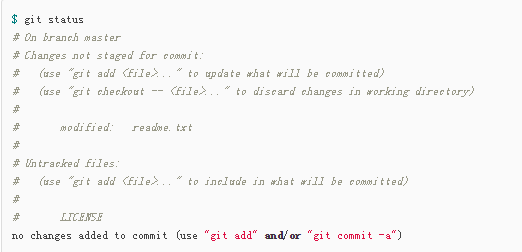 $ git status
# On branch master
# Changes not staged for commit:
#   (use "git add <file>..." to update what will be committed)
#   (use "git checkout -- <file>..." to discard changes in working directory)
#
#       modified:   readme.txt
#
# Untracked files:
#   (use "git add <file>..." to include in what will be committed)
#
#       LICENSE
no changes added to commit (use "git add" and/or "git commit -a")